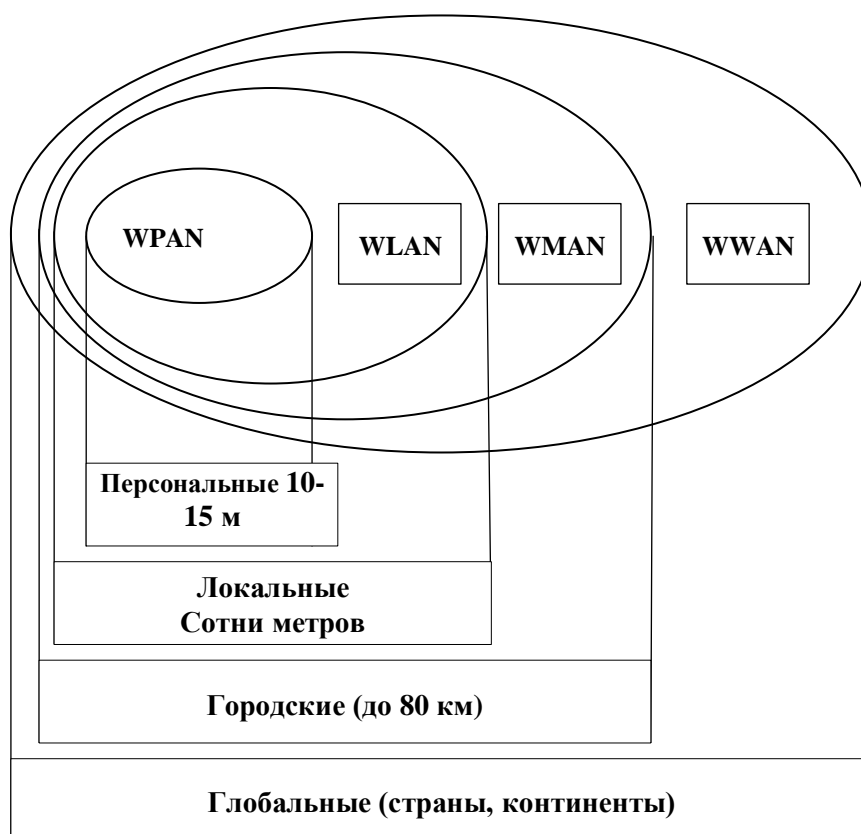 WPAN
WLAN
WMAN
WWAN
Персональные 10-
15 м
Локальные
Сотни метров
Городские (до 80 км)
Глобальные (страны, континенты)